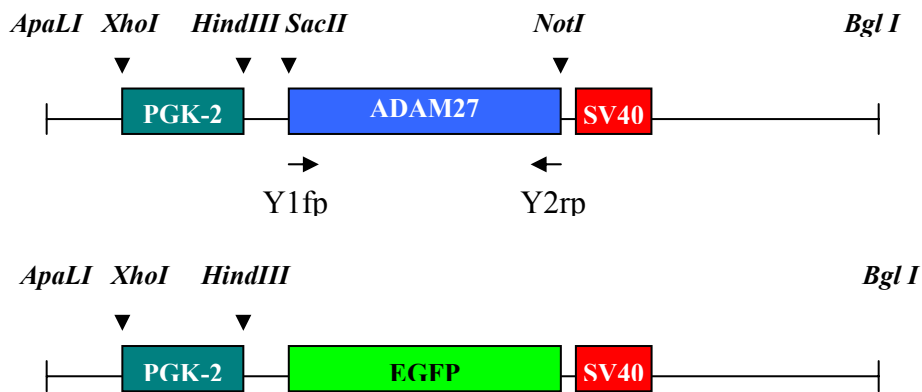 ApaLI XhoI HindIII SacII NotI Bgl I
PGK-2 ADAM27 SV40
Y1fp Y2rp
ApaLI XhoI HindIII Bgl I
PGK-2 EGFP SV40